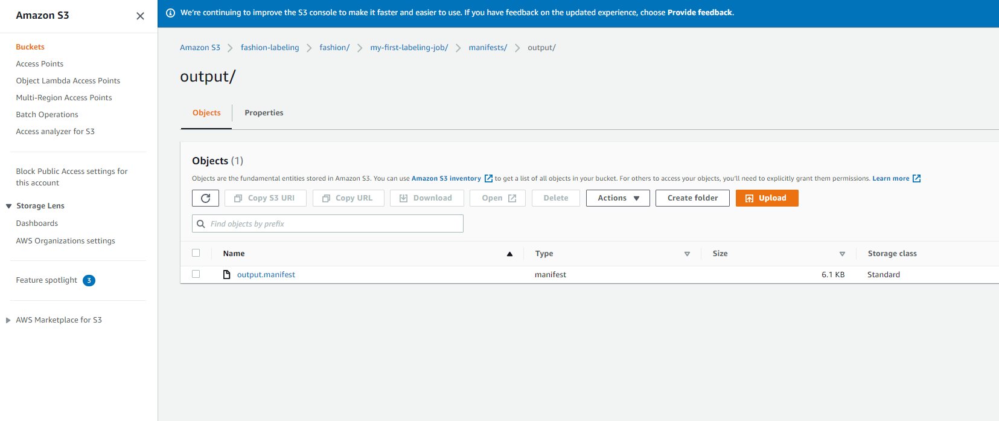 Amazon S3
We're continuing to improve the S3 console to make it faster and easier to use. If you have feedback on the updated experience, choose Provide feedback.
Buckets
Access Points
Object Lambda Access Points
Multi-Region Access Points
Batch Operations
Access analyzer for S3
Block Public Access settings for
this account
Storage Lens
Dashboards
AWS Organizations settings
Feature spotlight 3
AWS Marketplace for S3
Amazon S3 fashion-labeling fashion/ my-first-labeling-job/ manifests/ output/
output/
Objects Properties
Objects (1)
Objects are the fundamental entities stored in Amazon S3. You can use Amazon S3 inventory to get a list of all objects in your bucket. For others to access your objects, you'll need to explicitly grant them permissions. Learn more
Copy S3 URI Copy URL Download Open Delete Actions Create folder Upload
Find objects by prefix
Name Type Size Storage class
output.manifest manifest 6.1 KB Standard